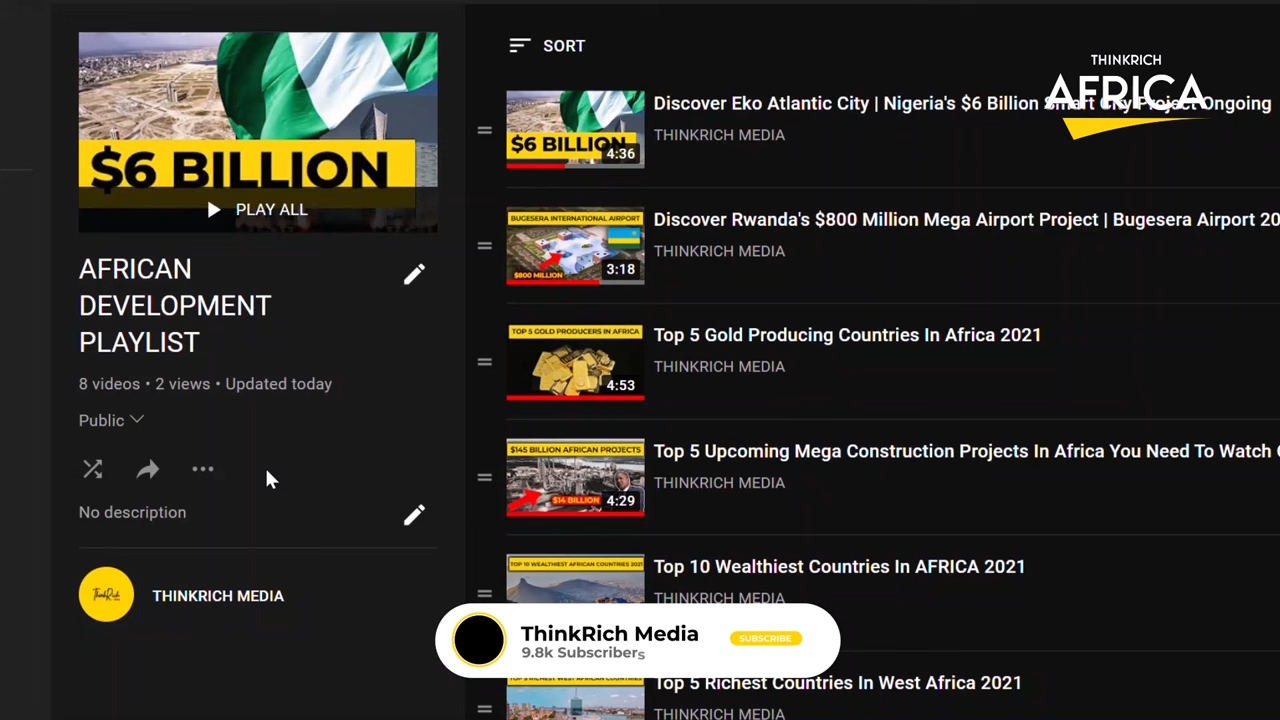 $6 BILLION
PLAY ALL
AFRICAN
DEVELOPMENT
PLAYLIST
8 videos • 2 views • Updated today
Public
No description
THINKRICH MEDIA
SORT
THINKRICH
AFRICA
$6 BILLION
4:36
Discover Eko Atlantic City | Nigeria's $6 Billion Smart City Project Ongoing
THINKRICH MEDIA
BUGESERA INTERNATIONAL AIRPORT
$800 MILLION
3:18
Discover Rwanda's $800 Million Mega Airport Project | Bugesera Airport 20
THINKRICH MEDIA
TOP 5 GOLD PRODUCERS IN AFRICA
4:53
Top 5 Gold Producing Countries In Africa 2021
THINKRICH MEDIA
$145 BILLION AFRICAN PROJECTS
$14 BILLION
4:29
Top 5 Upcoming Mega Construction Projects In Africa You Need To Watch
THINKRICH MEDIA
TOP 10 WEALTHIEST AFRICAN COUNTRIES 2021
Top 10 Wealthiest Countries In AFRICA 2021
THINKRICH MEDIA
ThinkRich Media
9.8k Subscribers
SUBSCRIBE
TOP 5 RICHEST WEST AFRICAN COUNTRIES
Top 5 Richest Countries In West Africa 2021
THINKRICH MEDIA